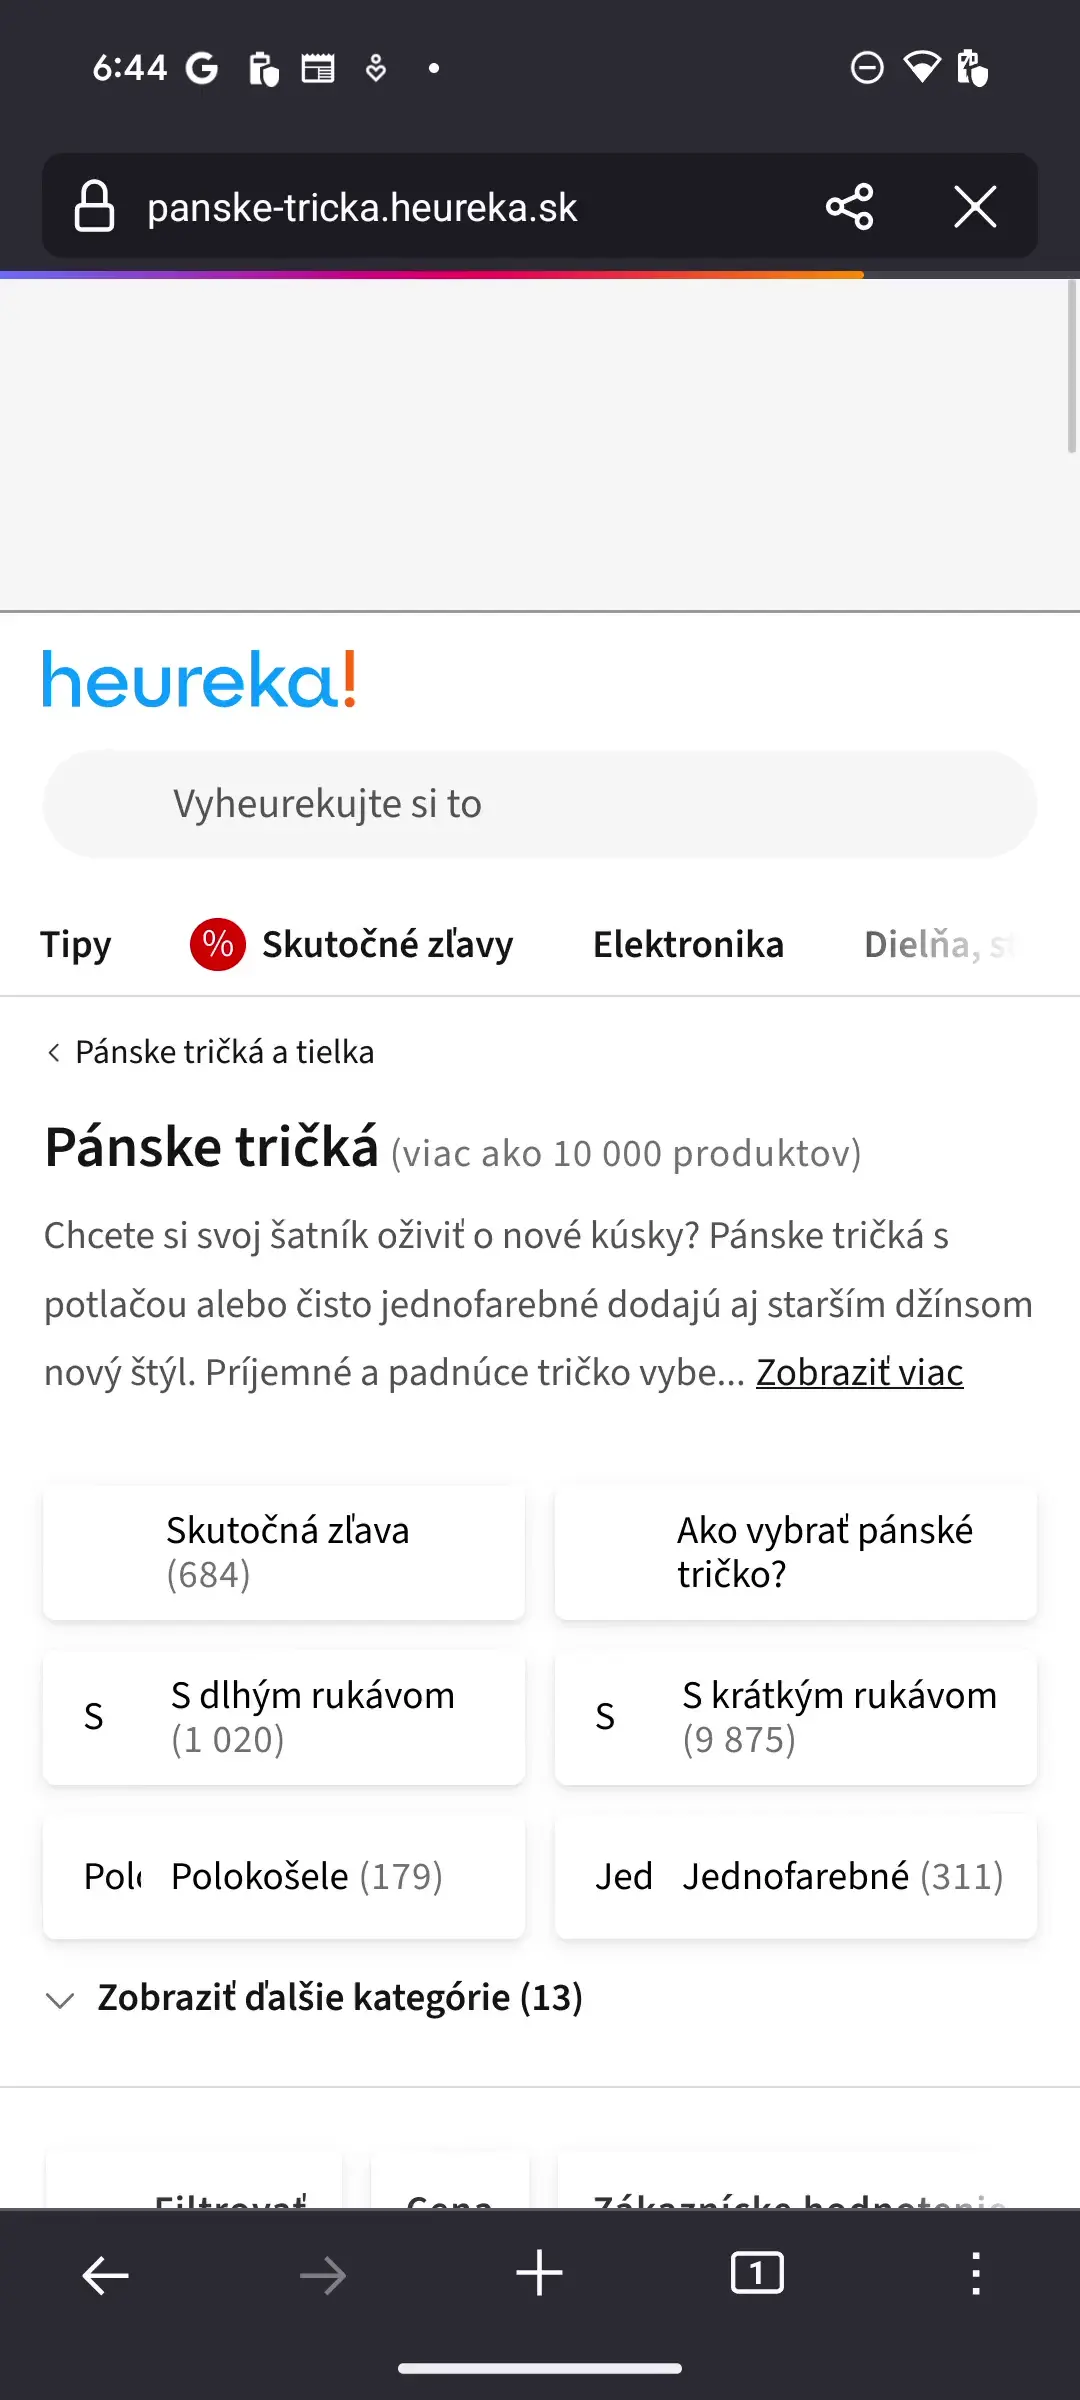 6:44
panske-tricka.heureka.sk
heureka!
Vyheurekujte si to
Tipy % Skutočné zľavy Elektronika Dielňa, st
Pánske tričká a tielka
Pánske tričká (viac ako 10 000 produktov)
Chcete si svoj šatník oživiť o nové kúsky? Pánske tričká s
potlačou alebo čisto jednofarebné dodajú aj starším džínsom
nový štýl. Príjemné a padnúce tričko vybe... Zobraziť viac
Skutočná zľava
(684)
Ako vybrať pánské
tričko?
S S dlhým rukávom
(1 020)
S S krátkým rukávom
(9 875)
Polo Polokošele (179)
Jed Jednofarebné (311)
Zobraziť ďalšie kategórie (13)
Filtrovať Cena Zákaznícke hodnotenie
1